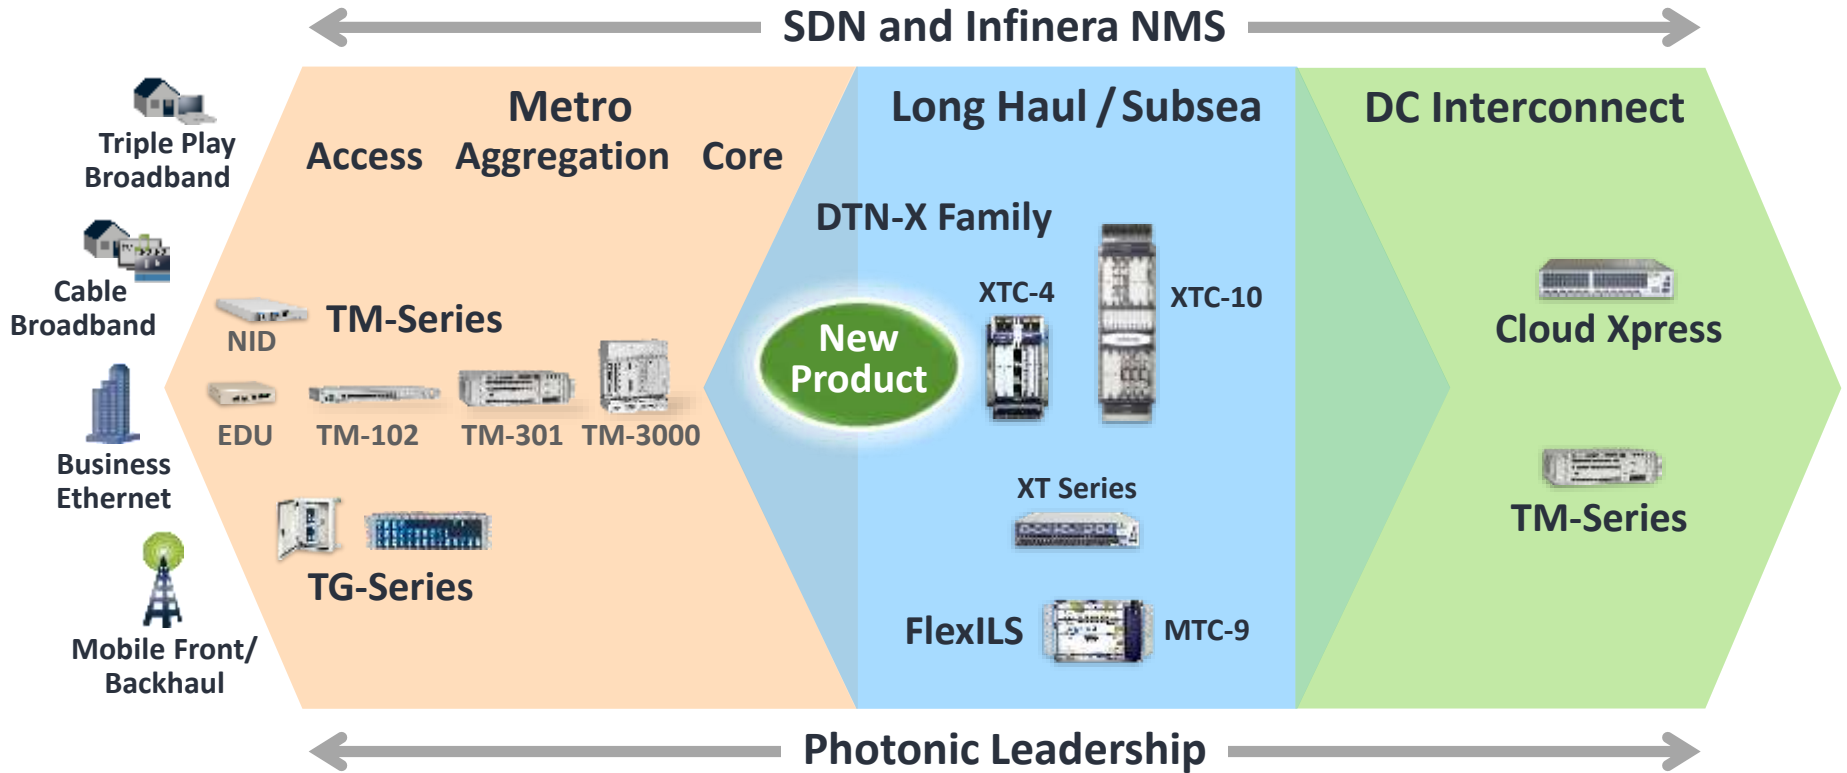 SDN and Infinera NMS
Triple Play
Broadband
Cable
Broadband
Business
Ethernet
Mobile Front/
Backhaul
Metro
Access Aggregation Core
NID
TM-Series
EDU
TM-102
TM-301
TM-3000
TG-Series
Long Haul / Subsea
DTN-X Family
New
Product
XTC-4
XTC-10
XT Series
FlexILS
MTC-9
DC Interconnect
Cloud Xpress
TM-Series
Photonic Leadership